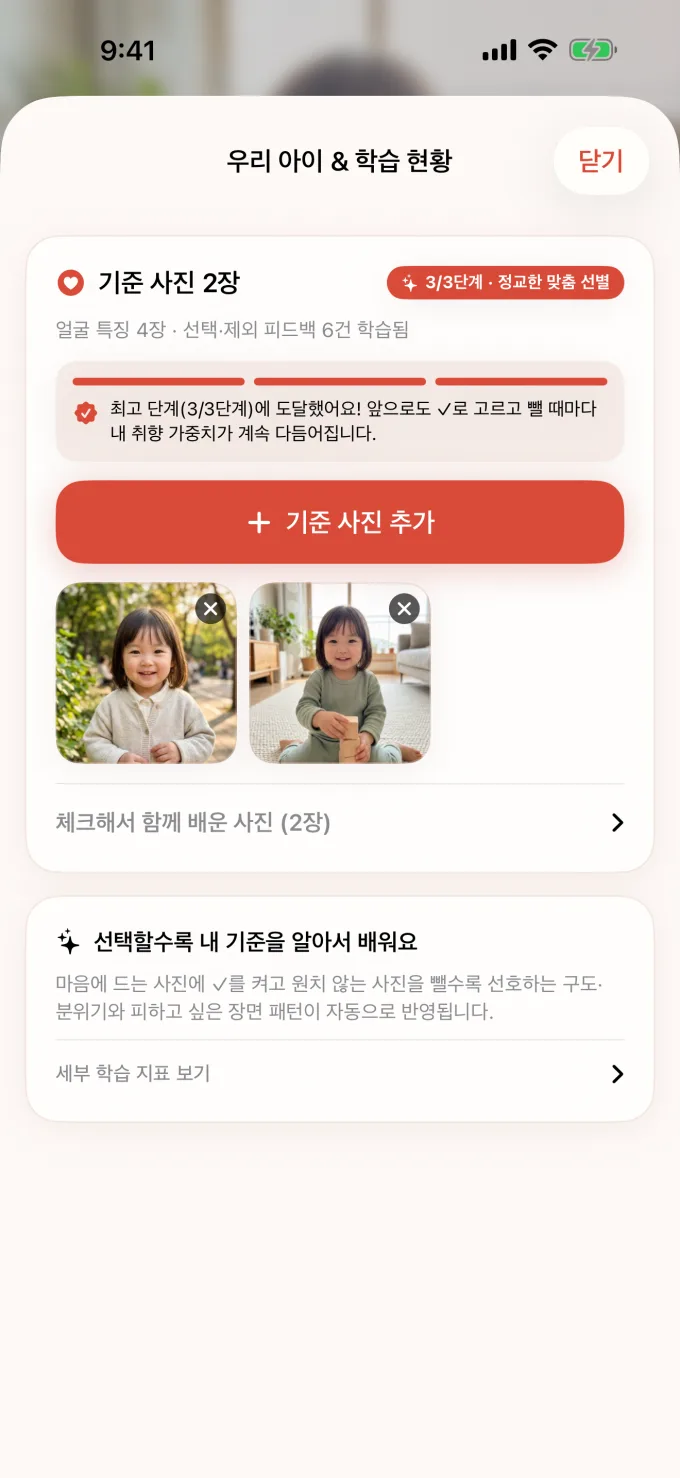 9:41
우리 아이 & 학습 현황
닫기
기준 사진 2장
3/3단계 · 정교한 맞춤 선별
얼굴 특징 4장 · 선택·제외 피드백 6건 학습됨
최고 단계(3/3단계)에 도달했어요! 앞으로도 ✓로 고르고 뺄 때마다
내 취향 가중치가 계속 다듬어집니다.
+ 기준 사진 추가
체크해서 함께 배운 사진 (2장)
선택할수록 내 기준을 알아서 배워요
마음에 드는 사진에 ✓를 켜고 원치 않는 사진을 뺄수록 선호하는 구도·
분위기와 피하고 싶은 장면 패턴이 자동으로 반영됩니다.
세부 학습 지표 보기